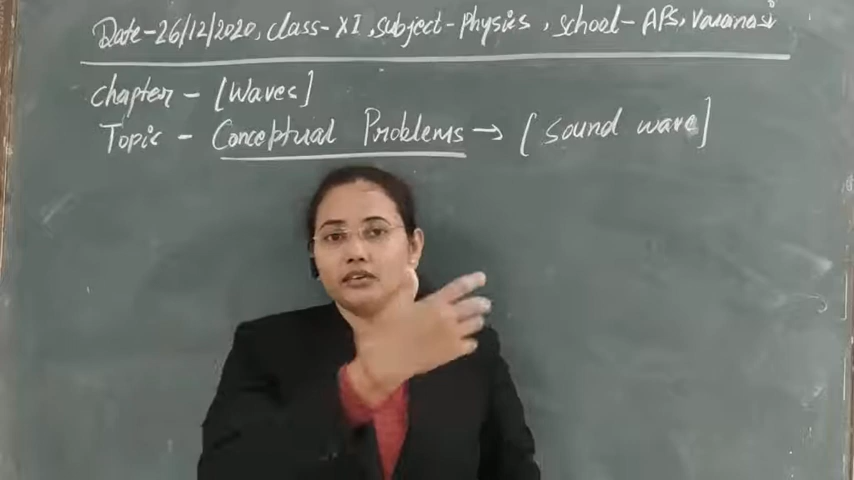 Date-26/12/2020, class-XI, subject-Physics, school-APS, Varanasi
chapter - [Waves]
Topic - Conceptual Problems → [sound wave]